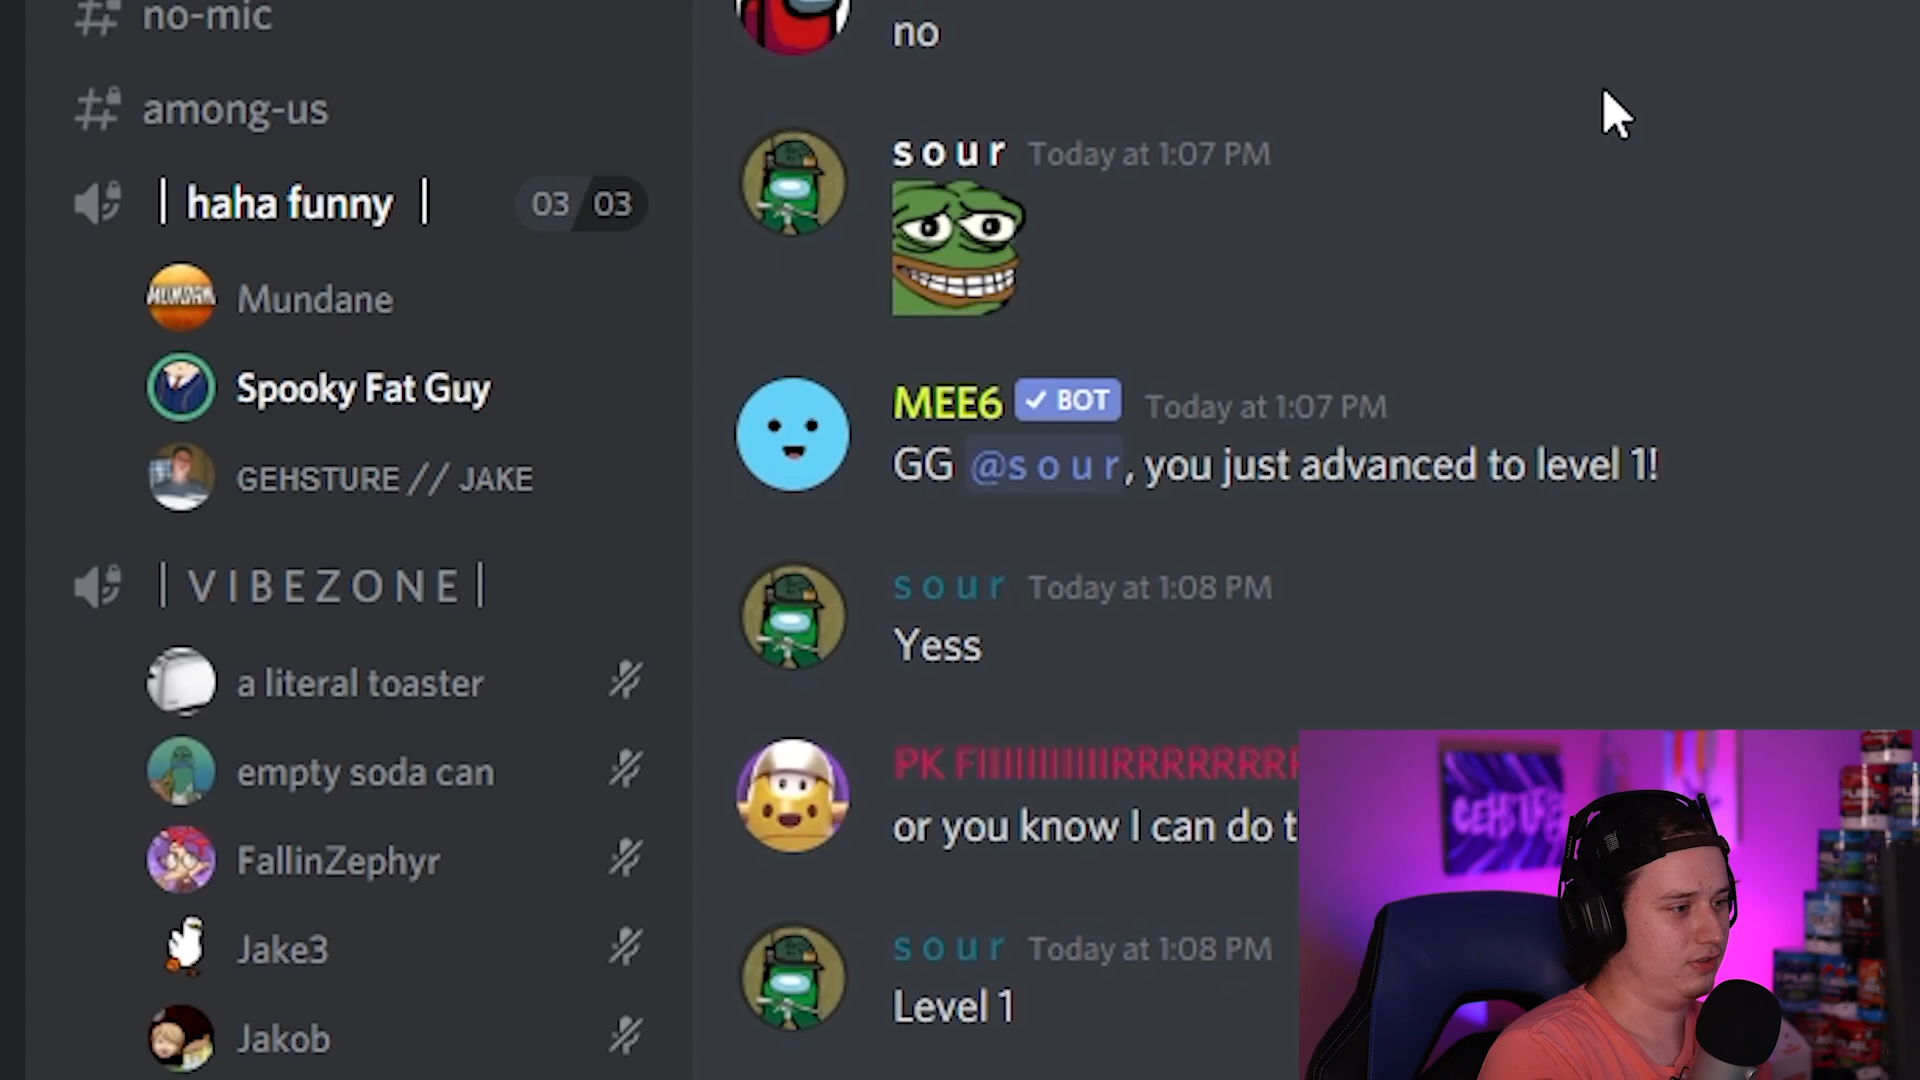 no-mic
among-us
| haha funny |
03 03
MUNDANE
Mundane
Spooky Fat Guy
GEHSTURE // JAKE
| V I B E Z O N E |
a literal toaster
empty soda can
FallinZephyr
Jake3
Jakob
no
s o u r Today at 1:07 PM
MEE6 ✓ BOT Today at 1:07 PM
GG @s o u r, you just advanced to level 1!
s o u r Today at 1:08 PM
Yess
PK FIIIIIIIIIIIIRRRRRRR
or you know I can do t
s o u r Today at 1:08 PM
Level 1
GEHSTURE